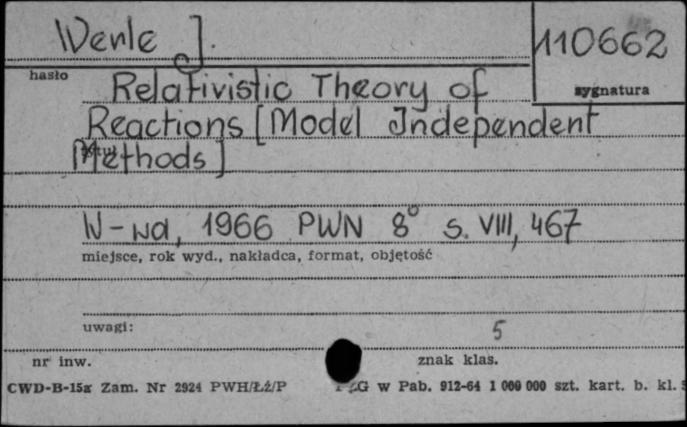 Werle J.
110662
hasło
sygnatura
Relativistic Theory of
Reactions [Model Independent
Methods]
W-wa, 1966 PWN 8° s. VIII, 467
miejsce, rok wyd., nakładca, format, objętość
uwagi:
5
nr inw.
znak klas.
CWD-B-15a Zam. Nr 2924 PWH/Łż/P
ZG w Pab. 912-64 1 000 000 szt. kart. b. kl.